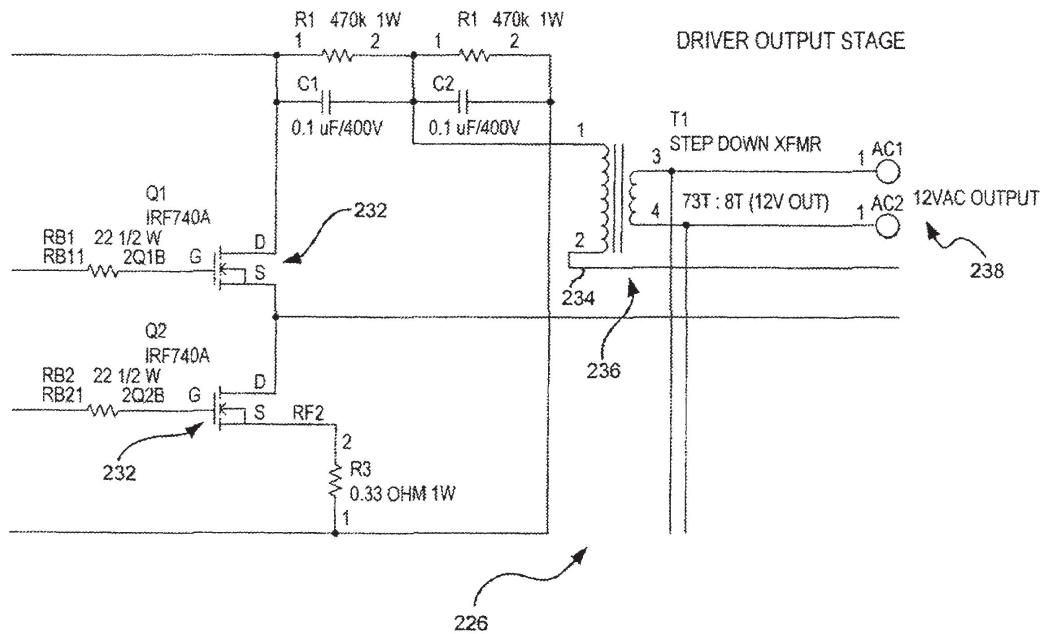 R1 470k 1W
R1 470k 1W
1 2
1 2
DRIVER OUTPUT STAGE
C1
C2
0.1 uF/400V
0.1 uF/400V
T1
STEP DOWN XFMR
1
3
1
AC1
73T : 8T (12V OUT)
4
1
AC2
12VAC OUTPUT
2
234
236
238
Q1
IRF740A
232
RB1 22 1/2 W
RB11 2Q1B
G
D
S
Q2
IRF740A
RB2 22 1/2 W
RB21 2Q2B
G
D
S
RF2
232
2
R3
0.33 OHM 1W
1
226